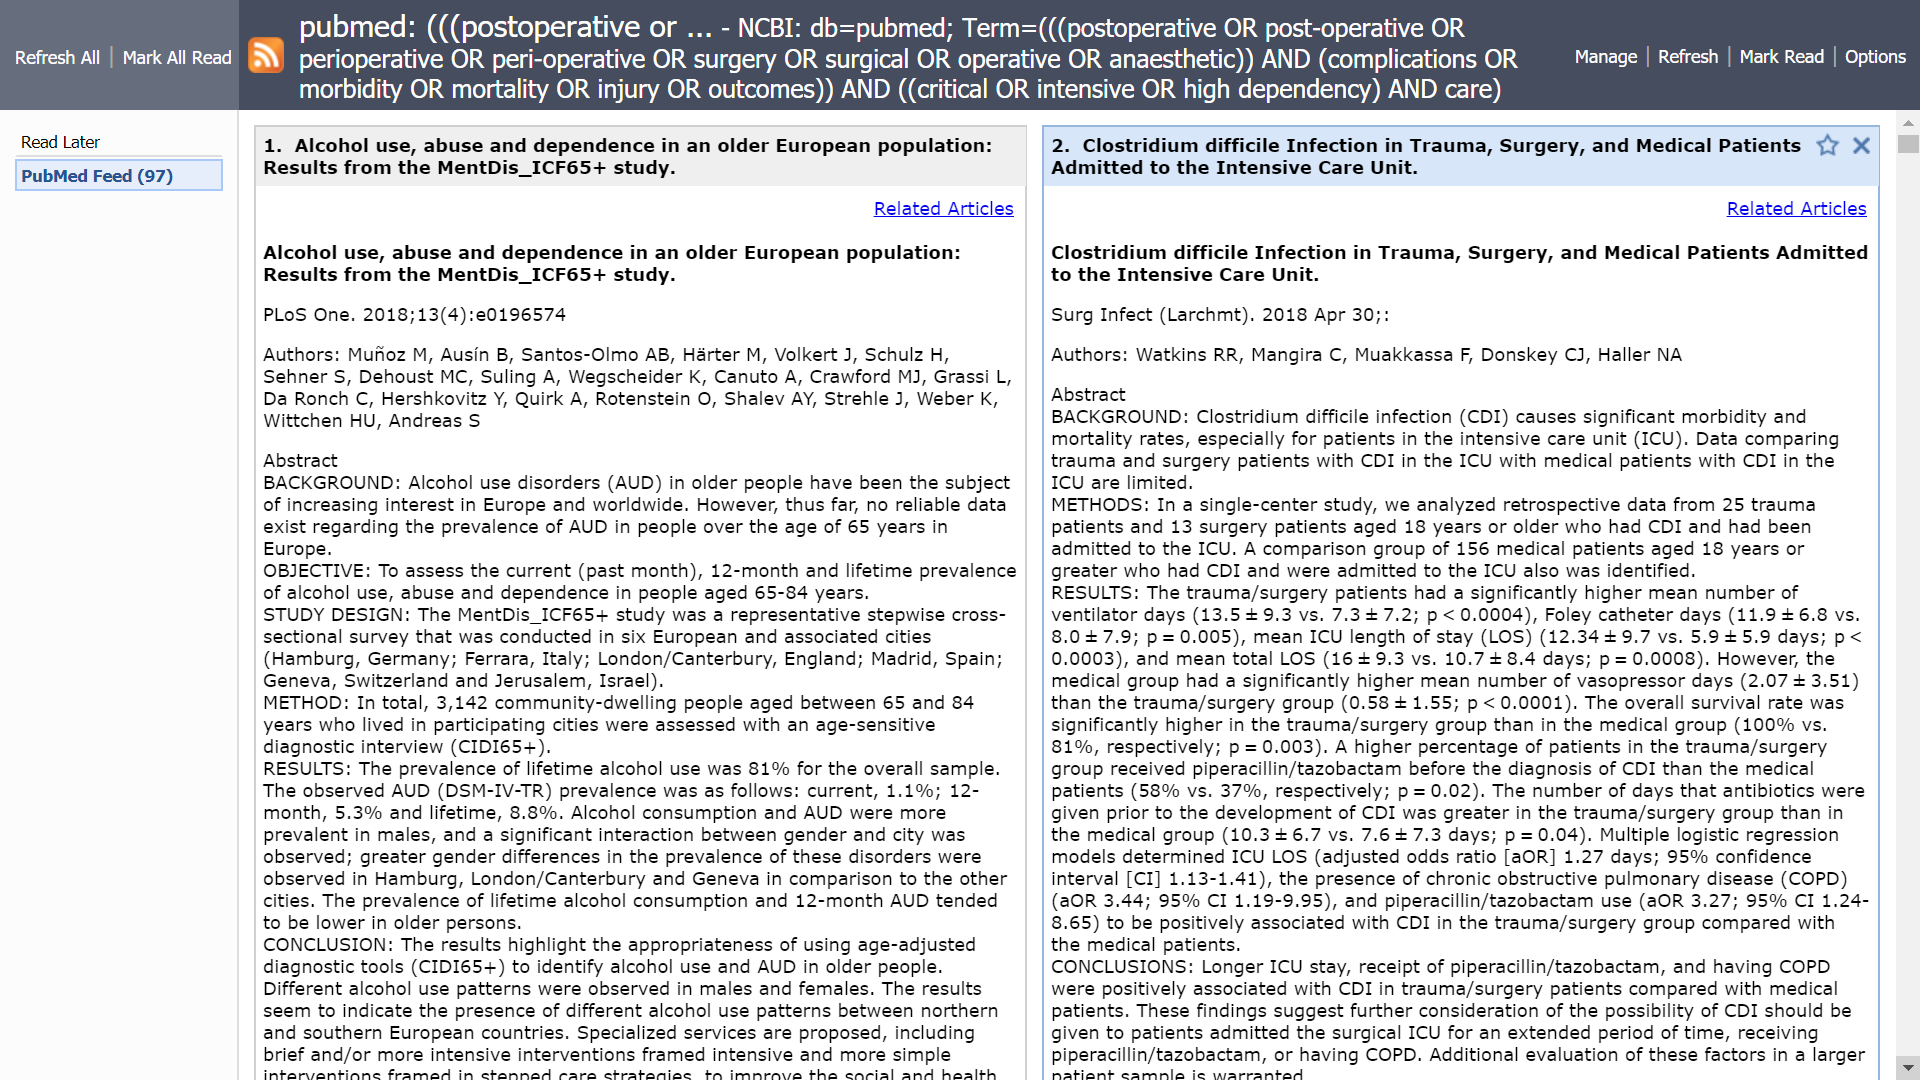 Refresh All | Mark All Read
pubmed: (((postoperative or ... - NCBI: db=pubmed; Term=(((postoperative OR post-operative OR
perioperative OR peri-operative OR surgery OR surgical OR operative OR anaesthetic)) AND (complications OR
morbidity OR mortality OR injury OR outcomes)) AND ((critical OR intensive OR high dependency) AND care)
Manage | Refresh | Mark Read | Options
Read Later
PubMed Feed (97)
1. Alcohol use, abuse and dependence in an older European population:
Results from the MentDis_ICF65+ study.
Related Articles
Alcohol use, abuse and dependence in an older European population:
Results from the MentDis_ICF65+ study.
PLoS One. 2018;13(4):e0196574
Authors: Muñoz M, Ausín B, Santos-Olmo AB, Härter M, Volkert J, Schulz H,
Sehner S, Dehoust MC, Suling A, Wegscheider K, Canuto A, Crawford MJ, Grassi L,
Da Ronch C, Hershkovitz Y, Quirk A, Rotenstein O, Shalev AY, Strehle J, Weber K,
Wittchen HU, Andreas S
Abstract
BACKGROUND: Alcohol use disorders (AUD) in older people have been the subject
of increasing interest in Europe and worldwide. However, thus far, no reliable data
exist regarding the prevalence of AUD in people over the age of 65 years in
Europe.
OBJECTIVE: To assess the current (past month), 12-month and lifetime prevalence
of alcohol use, abuse and dependence in people aged 65-84 years.
STUDY DESIGN: The MentDis_ICF65+ study was a representative stepwise cross-
sectional survey that was conducted in six European and associated cities
(Hamburg, Germany; Ferrara, Italy; London/Canterbury, England; Madrid, Spain;
Geneva, Switzerland and Jerusalem, Israel).
METHOD: In total, 3,142 community-dwelling people aged between 65 and 84
years who lived in participating cities were assessed with an age-sensitive
diagnostic interview (CIDI65+).
RESULTS: The prevalence of lifetime alcohol use was 81% for the overall sample.
The observed AUD (DSM-IV-TR) prevalence was as follows: current, 1.1%; 12-
month, 5.3% and lifetime, 8.8%. Alcohol consumption and AUD were more
prevalent in males, and a significant interaction between gender and city was
observed; greater gender differences in the prevalence of these disorders were
observed in Hamburg, London/Canterbury and Geneva in comparison to the other
cities. The prevalence of lifetime alcohol consumption and 12-month AUD tended
to be lower in older persons.
CONCLUSION: The results highlight the appropriateness of using age-adjusted
diagnostic tools (CIDI65+) to identify alcohol use and AUD in older people.
Different alcohol use patterns were observed in males and females. The results
seem to indicate the presence of different alcohol use patterns between northern
and southern European countries. Specialized services are proposed, including
brief and/or more intensive interventions framed intensive and more simple
interventions framed in stepped care strategies, to improve the social and health
2. Clostridium difficile Infection in Trauma, Surgery, and Medical Patients
Admitted to the Intensive Care Unit.
Related Articles
Clostridium difficile Infection in Trauma, Surgery, and Medical Patients Admitted
to the Intensive Care Unit.
Surg Infect (Larchmt). 2018 Apr 30;:
Authors: Watkins RR, Mangira C, Muakkassa F, Donskey CJ, Haller NA
Abstract
BACKGROUND: Clostridium difficile infection (CDI) causes significant morbidity and
mortality rates, especially for patients in the intensive care unit (ICU). Data comparing
trauma and surgery patients with CDI in the ICU with medical patients with CDI in the
ICU are limited.
METHODS: In a single-center study, we analyzed retrospective data from 25 trauma
patients and 13 surgery patients aged 18 years or older who had CDI and had been
admitted to the ICU. A comparison group of 156 medical patients aged 18 years or
greater who had CDI and were admitted to the ICU also was identified.
RESULTS: The trauma/surgery patients had a significantly higher mean number of
ventilator days (13.5 ± 9.3 vs. 7.3 ± 7.2; p < 0.0004), Foley catheter days (11.9 ± 6.8 vs.
8.0 ± 7.9; p = 0.005), mean ICU length of stay (LOS) (12.34 ± 9.7 vs. 5.9 ± 5.9 days; p <
0.0003), and mean total LOS (16 ± 9.3 vs. 10.7 ± 8.4 days; p = 0.0008). However, the
medical group had a significantly higher mean number of vasopressor days (2.07 ± 3.51)
than the trauma/surgery group (0.58 ± 1.55; p < 0.0001). The overall survival rate was
significantly higher in the trauma/surgery group than in the medical group (100% vs.
81%, respectively; p = 0.003). A higher percentage of patients in the trauma/surgery
group received piperacillin/tazobactam before the diagnosis of CDI than the medical
patients (58% vs. 37%, respectively; p = 0.02). The number of days that antibiotics were
given prior to the development of CDI was greater in the trauma/surgery group than in
the medical group (10.3 ± 6.7 vs. 7.6 ± 7.3 days; p = 0.04). Multiple logistic regression
models determined ICU LOS (adjusted odds ratio [aOR] 1.27 days; 95% confidence
interval [CI] 1.13-1.41), the presence of chronic obstructive pulmonary disease (COPD)
(aOR 3.44; 95% CI 1.19-9.95), and piperacillin/tazobactam use (aOR 3.27; 95% CI 1.24-
8.65) to be positively associated with CDI in the trauma/surgery group compared with
the medical patients.
CONCLUSIONS: Longer ICU stay, receipt of piperacillin/tazobactam, and having COPD
were positively associated with CDI in trauma/surgery patients compared with medical
patients. These findings suggest further consideration of the possibility of CDI should be
given to patients admitted the surgical ICU for an extended period of time, receiving
piperacillin/tazobactam, or having COPD. Additional evaluation of these factors in a larger
patient sample is warranted.